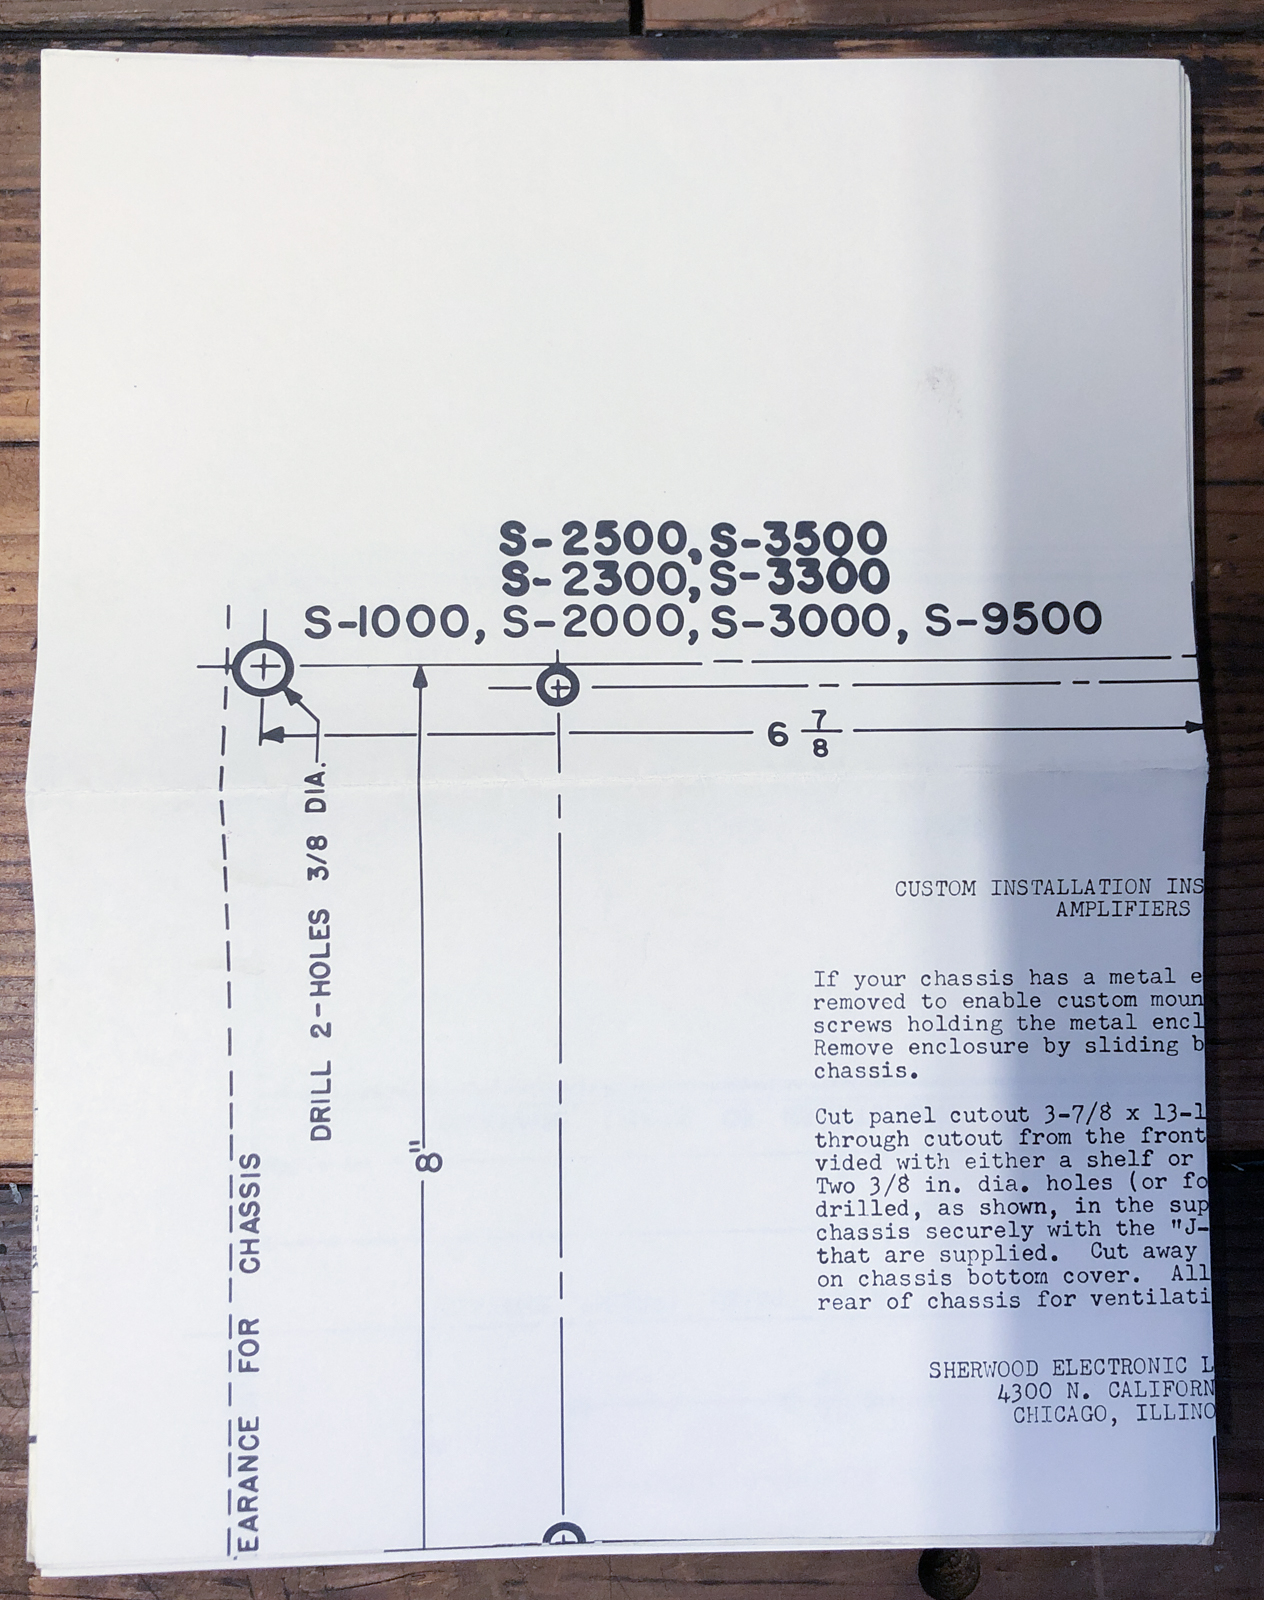 S-2500, S-3500
S-2300, S-3300
S-1000, S-2000, S-3000, S-9500
6 7/8
DRILL 2-HOLES 3/8 DIA.
8"
EARANCE FOR CHASSIS
CUSTOM INSTALLATION INS
AMPLIFIERS
If your chassis has a metal e
removed to enable custom moun
screws holding the metal encl
Remove enclosure by sliding b
chassis.
Cut panel cutout 3-7/8 x 13-1
through cutout from the front
vided with either a shelf or
Two 3/8 in. dia. holes (or fo
drilled, as shown, in the sup
chassis securely with the "J-
that are supplied. Cut away
on chassis bottom cover. All
rear of chassis for ventilati
SHERWOOD ELECTRONIC L
4300 N. CALIFORN
CHICAGO, ILLINO